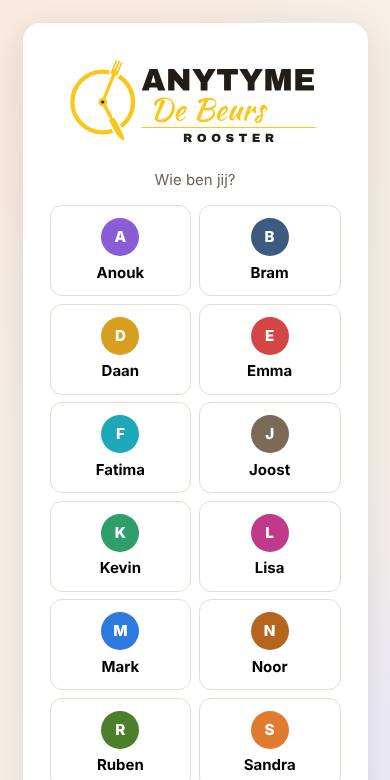 ANYTYME
De Beurs
ROOSTER
Wie ben jij?
A
Anouk
B
Bram
D
Daan
E
Emma
F
Fatima
J
Joost
K
Kevin
L
Lisa
M
Mark
N
Noor
R
Ruben
S
Sandra